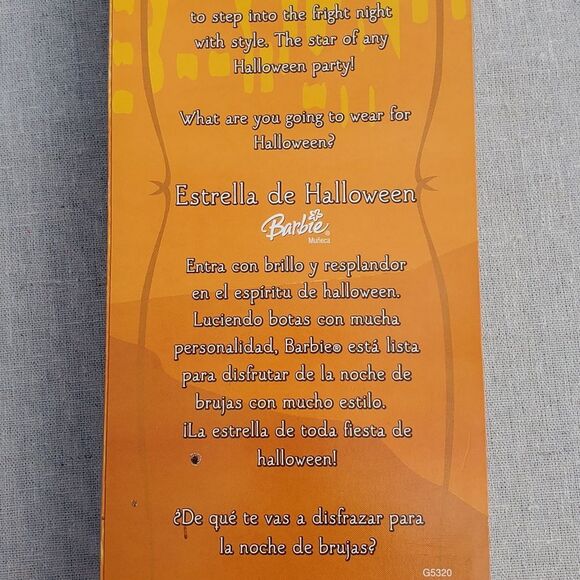 to step into the fright night
with style. The star of any
Halloween party!
What are you going to wear for
Halloween?
Estrella de Halloween
Barbie®
Muñeca
Entra con brillo y resplandor
en el espíritu de halloween.
Luciendo botas con mucha
personalidad, Barbie® está lista
para disfrutar de la noche de
brujas con mucho estilo.
¡La estrella de toda fiesta de
halloween!
¿De qué te vas a disfrazar para
la noche de brujas?
G5320